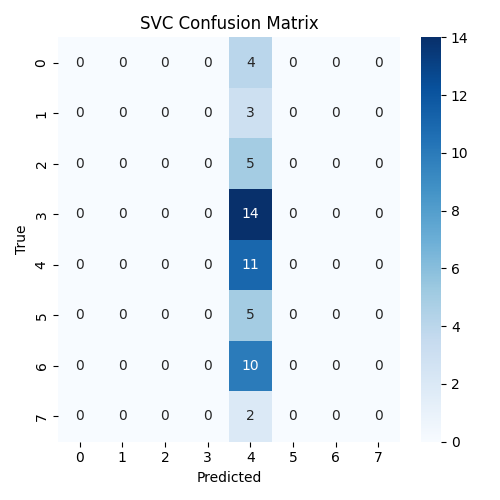 SVC Confusion Matrix
0 0 0 0 0 4 0 0 0
1 0 0 0 0 3 0 0 0
2 0 0 0 0 5 0 0 0
3 0 0 0 0 14 0 0 0
4 0 0 0 0 11 0 0 0
5 0 0 0 0 5 0 0 0
6 0 0 0 0 10 0 0 0
7 0 0 0 0 2 0 0 0
0 1 2 3 4 5 6 7
True
Predicted
14
12
10
8
6
4
2
0